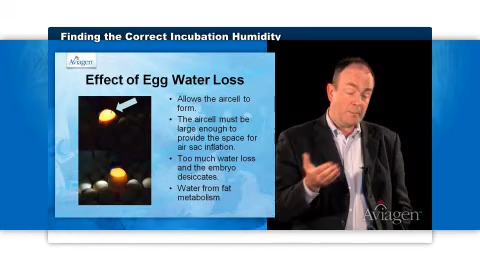 Finding the Correct Incubation Humidity
Aviagen
Effect of Egg Water Loss
• Allows the aircell to
form.
• The aircell must be
large enough to
provide the space for
air sac inflation.
• Too much water loss
and the embryo
desiccates.
• Water from fat
metabolism
Aviagen